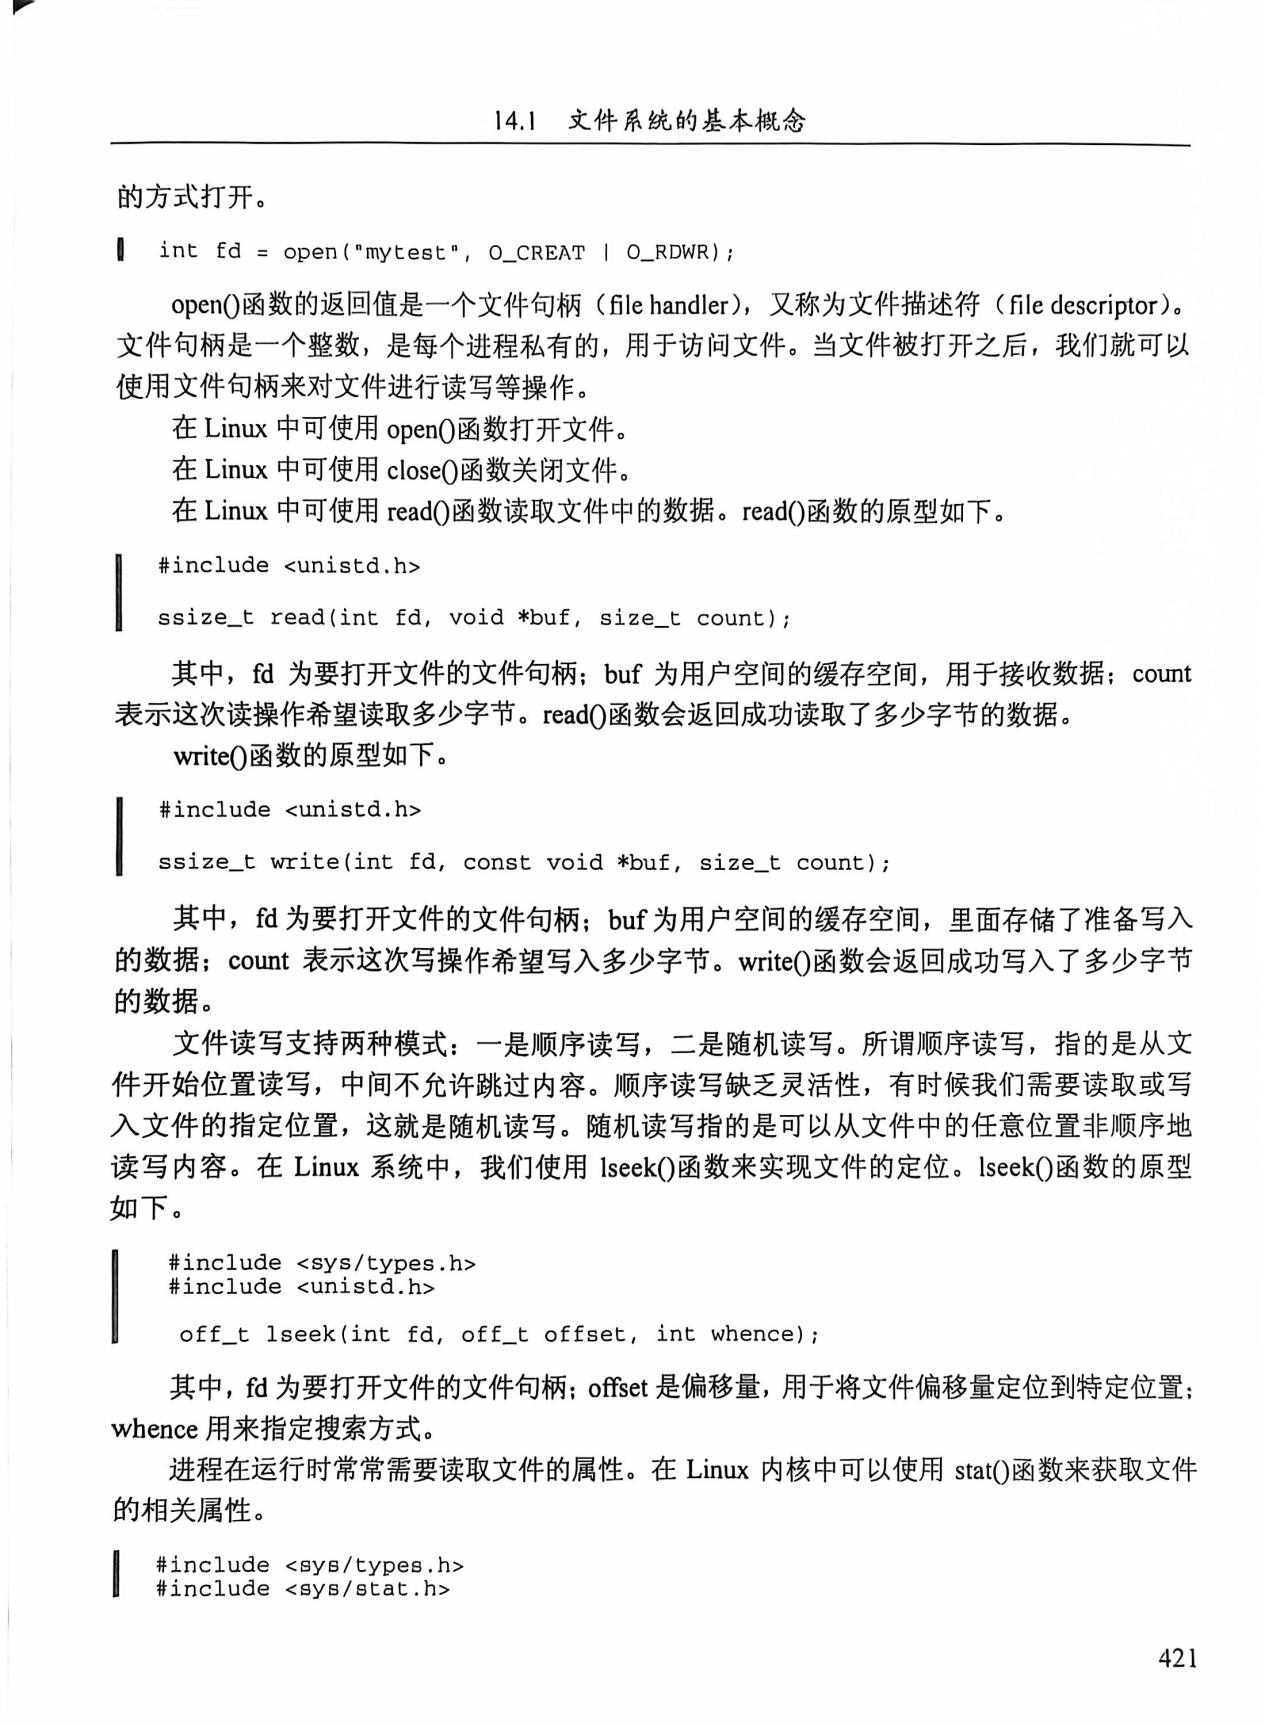 14.1 文件系统的基本概念
的方式打开。
int fd = open("mytest", O_CREAT | O_RDWR);
open()函数的返回值是一个文件句柄（file handler），又称为文件描述符（file descriptor）。
文件句柄是一个整数，是每个进程私有的，用于访问文件。当文件被打开之后，我们就可以
使用文件句柄来对文件进行读写等操作。
在 Linux 中可使用 open()函数打开文件。
在 Linux 中可使用 close()函数关闭文件。
在 Linux 中可使用 read()函数读取文件中的数据。read()函数的原型如下。
#include <unistd.h>
ssize_t read(int fd, void *buf, size_t count);
其中，fd 为要打开文件的文件句柄；buf 为用户空间的缓存空间，用于接收数据；count
表示这次读操作希望读取多少字节。read()函数会返回成功读取了多少字节的数据。
write()函数的原型如下。
#include <unistd.h>
ssize_t write(int fd, const void *buf, size_t count);
其中，fd 为要打开文件的文件句柄；buf 为用户空间的缓存空间，里面存储了准备写入
的数据；count 表示这次写操作希望写入多少字节。write()函数会返回成功写入了多少字节
的数据。
文件读写支持两种模式：一是顺序读写，二是随机读写。所谓顺序读写，指的是从文
件开始位置读写，中间不允许跳过内容。顺序读写缺乏灵活性，有时候我们需要读取或写
入文件的指定位置，这就是随机读写。随机读写指的是可以从文件中的任意位置非顺序地
读写内容。在 Linux 系统中，我们使用 lseek()函数来实现文件的定位。lseek()函数的原型
如下。
#include <sys/types.h>
#include <unistd.h>
off_t lseek(int fd, off_t offset, int whence);
其中，fd 为要打开文件的文件句柄；offset 是偏移量，用于将文件偏移量定位到特定位置；
whence 用来指定搜索方式。
进程在运行时常常需要读取文件的属性。在 Linux 内核中可以使用 stat()函数来获取文件
的相关属性。
#include <sys/types.h>
#include <sys/stat.h>
421